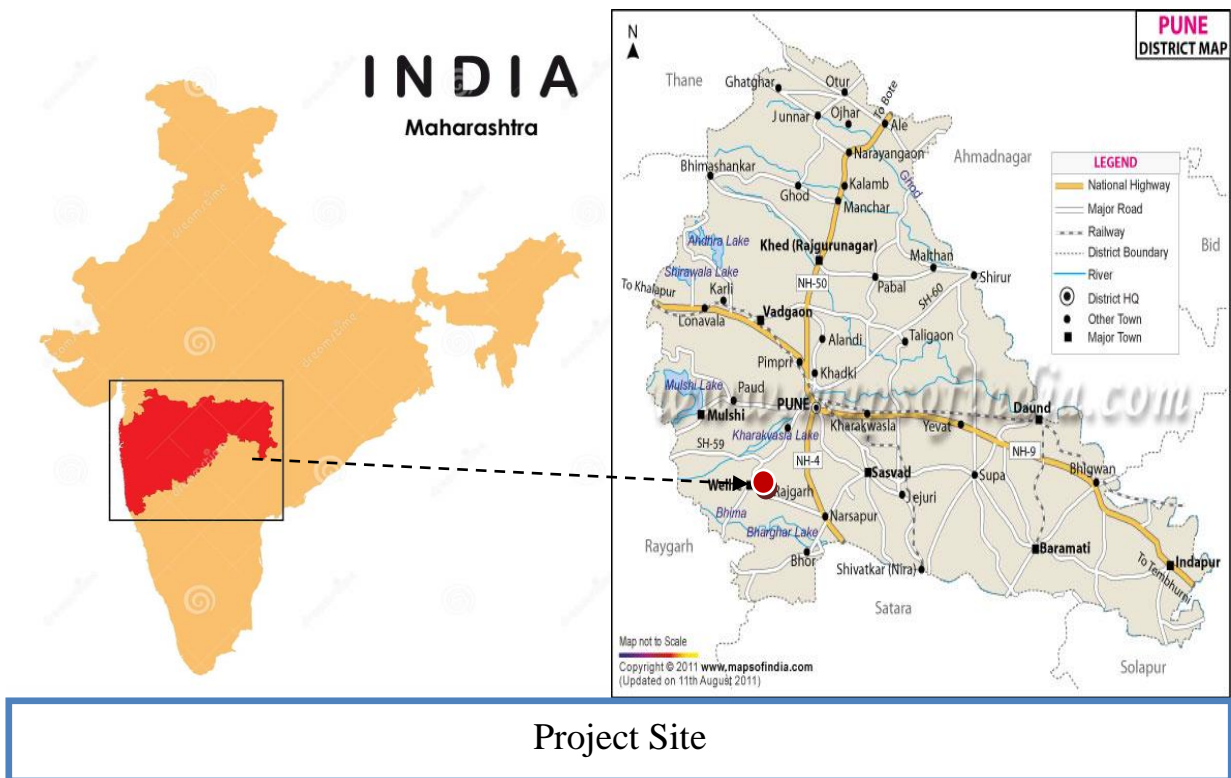 INDIA
Maharashtra
PUNE
DISTRICT MAP
N
Thane
Ghatghar
Otur
To Bote
Junnar
Ojhar
Ale
Narayangaon
Ahmadnagar
Bhimashankar
Ghod
Kalamb
Ghod
Manchar
LEGEND
National Highway
Major Road
Railway
District Boundary
River
District HQ
Other Town
Major Town
Bid
Andhra Lake
Khed (Rajgurunagar)
Malthan
Shirur
Shirawala Lake
To Khalapur
Karli
NH-50
Pabal
SH-60
Lonavala
Vadgaon
Alandi
Taligaon
Pimpri
Khadki
Mulshi Lake
Paud
PUNE
www.mapsofindia.com
Mulshi
Kharakwasla
Yevat
Daund
SH-59
Kharakwasla Lake
NH-4
NH-9
Sasvad
Supa
Bhigwan
Rajgarh
Jejuri
Bhima
Narsapur
Bharghar Lake
Raygarh
Bhor
Shivatkar (Nira)
Baramati
Indapur
To Tembhurni
Satara
Solapur
Map not to Scale
Copyright © 2011 www.mapsofindia.com
(Updated on 11th August 2011)
Project Site